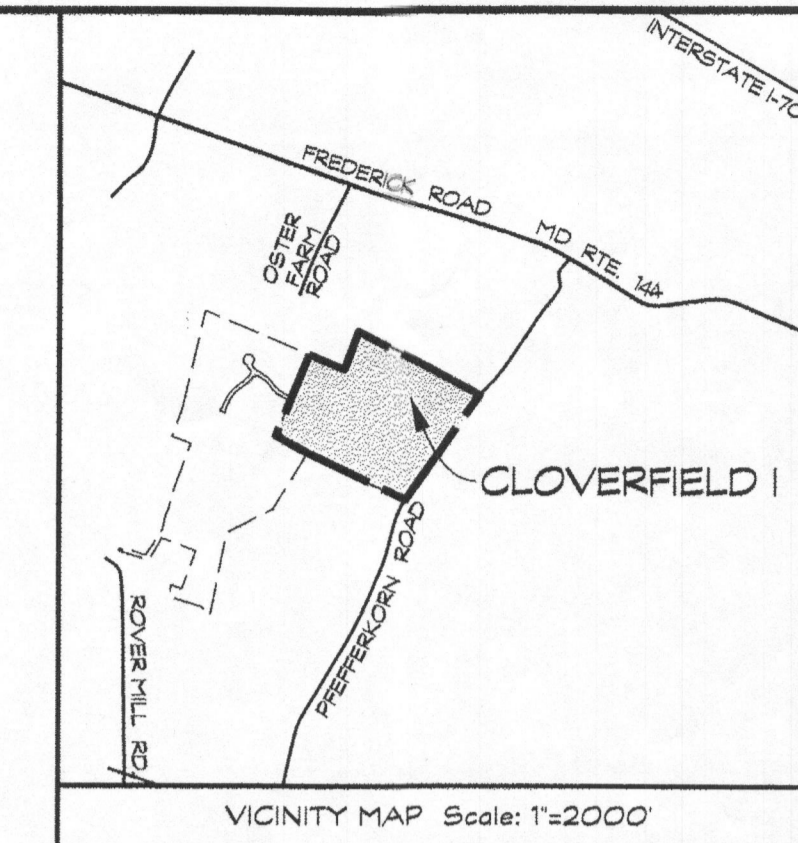 INTERSTATE I-70
FREDERICK ROAD MD RTE. 144
OSTER
FARM
ROAD
CLOVERFIELD I
PFEFFERKORN ROAD
ROVER MILL RD.
VICINITY MAP Scale: 1"=2000'